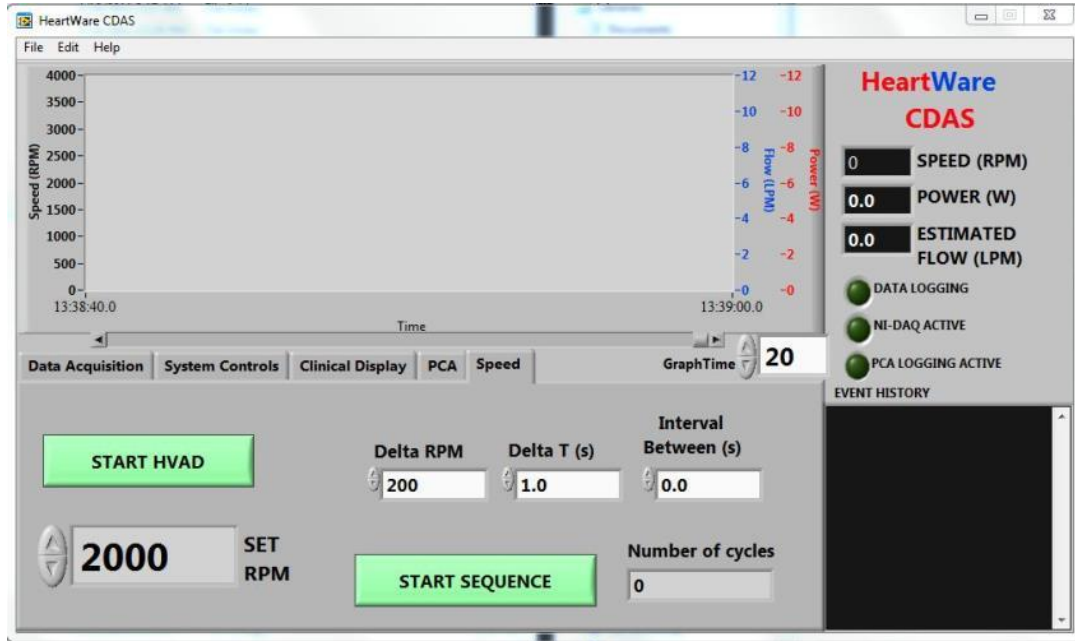 HeartWare CDAS
File Edit Help
4000
3500
3000
2500
2000
1500
1000
500
0
Speed (RPM)
13:38:40.0
13:39:00.0
Time
12
10
8
6
4
2
0
Flow (LPM)
12
10
8
6
4
2
0
Power (W)
HeartWare
CDAS
0 SPEED (RPM)
0.0 POWER (W)
0.0 ESTIMATED
FLOW (LPM)
DATA LOGGING
NI-DAQ ACTIVE
PCA LOGGING ACTIVE
EVENT HISTORY
Data Acquisition System Controls Clinical Display PCA Speed
GraphTime 20
START HVAD
2000
SET
RPM
Delta RPM
200
Delta T (s)
1.0
Interval
Between (s)
0.0
START SEQUENCE
Number of cycles
0